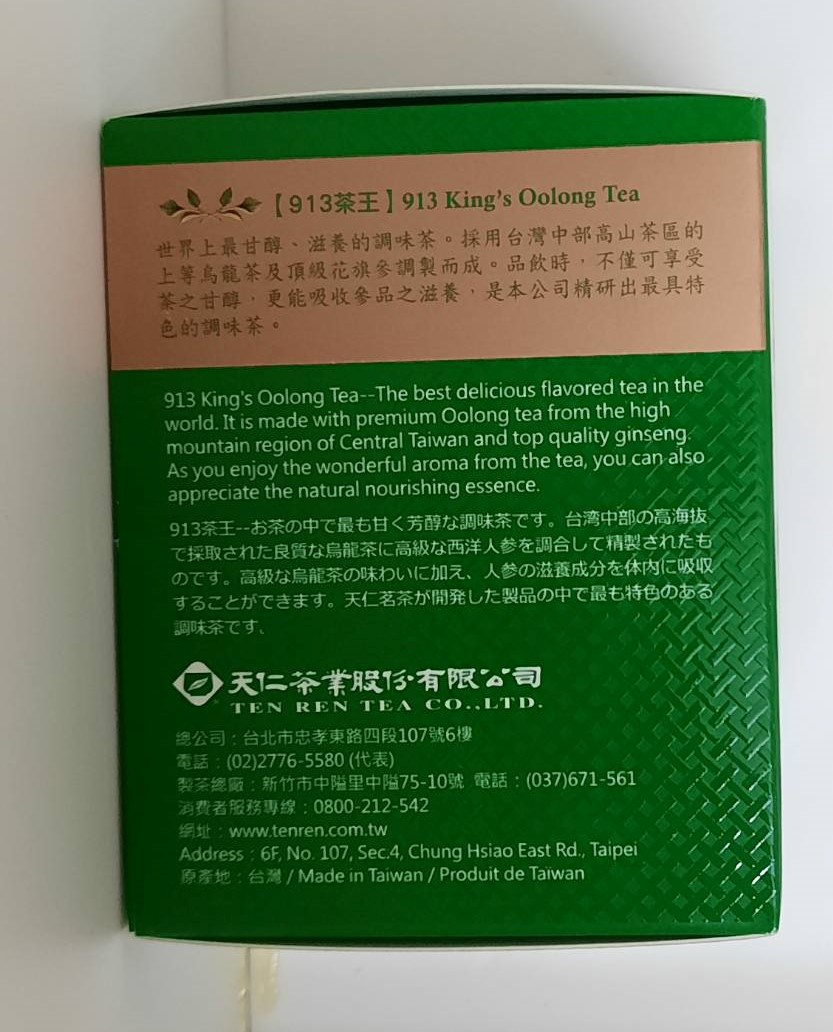 【913茶王】913 King's Oolong Tea
世界上最甘醇、滋養的調味茶。採用台灣中部高山茶區的
上等烏龍茶及頂級花旗參調製而成。品飲時，不僅可享受
茶之甘醇，更能吸收參品之滋養，是本公司精研出最具特
色的調味茶。
913 King's Oolong Tea--The best delicious flavored tea in the
world. It is made with premium Oolong tea from the high
mountain region of Central Taiwan and top quality ginseng.
As you enjoy the wonderful aroma from the tea, you can also
appreciate the natural nourishing essence.
913茶王--お茶の中で最も甘く芳醇な調味茶です。台湾中部の高海抜
で採取された良質な烏龍茶に高級な西洋人参を調合して精製されたも
のです。高級な烏龍茶の味わいに加え、人参の滋養成分を体内に吸収
することができます。天仁茗茶が開発した製品の中で最も特色のある
調味茶です。
天仁茶業股份有限公司
TEN REN TEA CO.,LTD.
總公司：台北市忠孝東路四段107號6樓
電話：(02)2776-5580 (代表)
製茶總廠：新竹市中隘里中隘75-10號 電話：(037)671-561
消費者服務專線：0800-212-542
網址：www.tenren.com.tw
Address：6F, No. 107, Sec.4, Chung Hsiao East Rd., Taipei
原產地：台灣 / Made in Taiwan / Produit de Taïwan